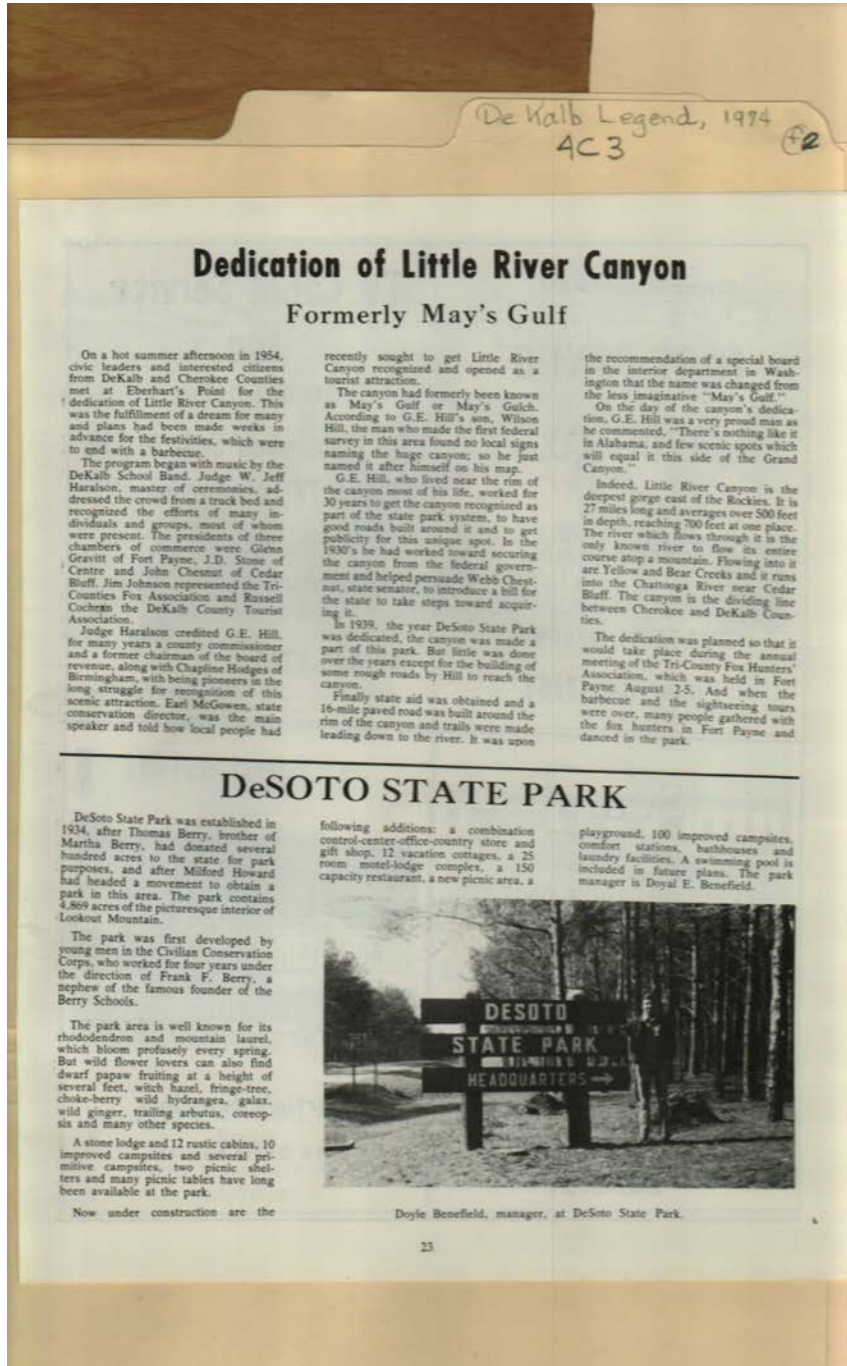 De Kalb Legend, 1974
4C3
f2
Dedication of Little River Canyon
Formerly May's Gulf
On a hot summer afternoon in 1954,
civic leaders and interested citizens
from DeKalb and Cherokee Counties
met at Eberhart's Point for the
dedication of Little River Canyon. This
was the fulfillment of a dream for many
and plans had been made weeks in
advance for the festivities, which were
to end with a barbecue.
The program began with music by the
DeKalb School Band. Judge W. Jeff
Haralson, master of ceremonies, ad-
dressed the crowd from a truck bed and
recognized the efforts of many in-
dividuals and groups, most of whom
were present. The presidents of three
chambers of commerce were Glenn
Gravitt of Fort Payne, J.D. Stone of
Centre and John Chesnut of Cedar
Bluff. Jim Johnson represented the Tri-
Counties Fox Association and Russell
Cochran the DeKalb County Tourist
Association.
Judge Haralson credited G.E. Hill,
for many years a county commissioner
and a former chairman of the board of
revenue, along with Chapline Hodges of
Birmingham, with being pioneers in the
long struggle for recognition of this
scenic attraction. Earl McGowen, state
conservation director, was the main
speaker and told how local people had
recently sought to get Little River
Canyon recognized and opened as a
tourist attraction.
The canyon had formerly been known
as May's Gulf or May's Gulch.
According to G.E. Hill's son, Wilson
Hill, the man who made the first federal
survey in this area found no local signs
naming the huge canyon; so he just
named it after himself on his map.
G.E. Hill, who lived near the rim of
the canyon most of his life, worked for
30 years to get the canyon recognized as
part of the state park system, to have
good roads built around it and to get
publicity for this unique spot. In the
1930's he had worked toward securing
the canyon from the federal govern-
ment and helped persuade Webb Chest-
nut, state senator, to introduce a bill for
the state to take steps toward acquir-
ing it.
In 1939, the year DeSoto State Park
was dedicated, the canyon was made a
part of this park. But little was done
over the years except for the building of
some rough roads by Hill to reach the
canyon.
Finally state aid was obtained and a
16-mile paved road was built around the
rim of the canyon and trails were made
leading down to the river. It was upon
the recommendation of a special board
in the interior department in Wash-
ington that the name was changed from
the less imaginative "May's Gulf."
On the day of the canyon's dedica-
tion, G.E. Hill was a very proud man as
he commented, "There's nothing like it
in Alabama, and few scenic spots which
will equal it this side of the Grand
Canyon."
Indeed, Little River Canyon is the
deepest gorge east of the Rockies. It is
27 miles long and averages over 500 feet
in depth, reaching 700 feet at one place.
The river which flows through it is the
only known river to flow its entire
course atop a mountain. Flowing into it
are Yellow and Bear Creeks and it runs
into the Chattooga River near Cedar
Bluff. The canyon is the dividing line
between Cherokee and DeKalb Coun-
ties.
The dedication was planned so that it
would take place during the annual
meeting of the Tri-County Fox Hunters'
Association, which was held in Fort
Payne August 2-5. And when the
barbecue and the sightseeing tours
were over, many people gathered with
the fox hunters in Fort Payne and
danced in the park.
DeSOTO STATE PARK
DeSoto State Park was established in
1934, after Thomas Berry, brother of
Martha Berry, had donated several
hundred acres to the state for park
purposes, and after Milford Howard
had headed a movement to obtain a
park in this area. The park contains
4,869 acres of the picturesque interior of
Lookout Mountain.
The park was first developed by
young men in the Civilian Conservation
Corps, who worked for four years under
the direction of Frank F. Berry, a
nephew of the famous founder of the
Berry Schools.
The park area is well known for its
rhododendron and mountain laurel,
which bloom profusely every spring.
But wild flower lovers can also find
dwarf papaw fruiting at a height of
several feet, witch hazel, fringe-tree,
choke-berry wild hydrangea, galax,
wild ginger, trailing arbutus, coreop-
sis and many other species.
A stone lodge and 12 rustic cabins, 10
improved campsites and several pri-
mitive campsites, two picnic shel-
ters and many picnic tables have long
been available at the park.
Now under construction are the
following additions: a combination
control-center-office-country store and
gift shop, 12 vacation cottages, a 25
room motel-lodge complex, a 150
capacity restaurant, a new picnic area, a
playground, 100 improved campsites,
comfort stations, bathhouses and
laundry facilities. A swimming pool is
included in future plans. The park
manager is Doyal E. Benefield.
DESOTO
STATE PARK
HEADQUARTERS
Doyle Benefield, manager, at DeSoto State Park.
23